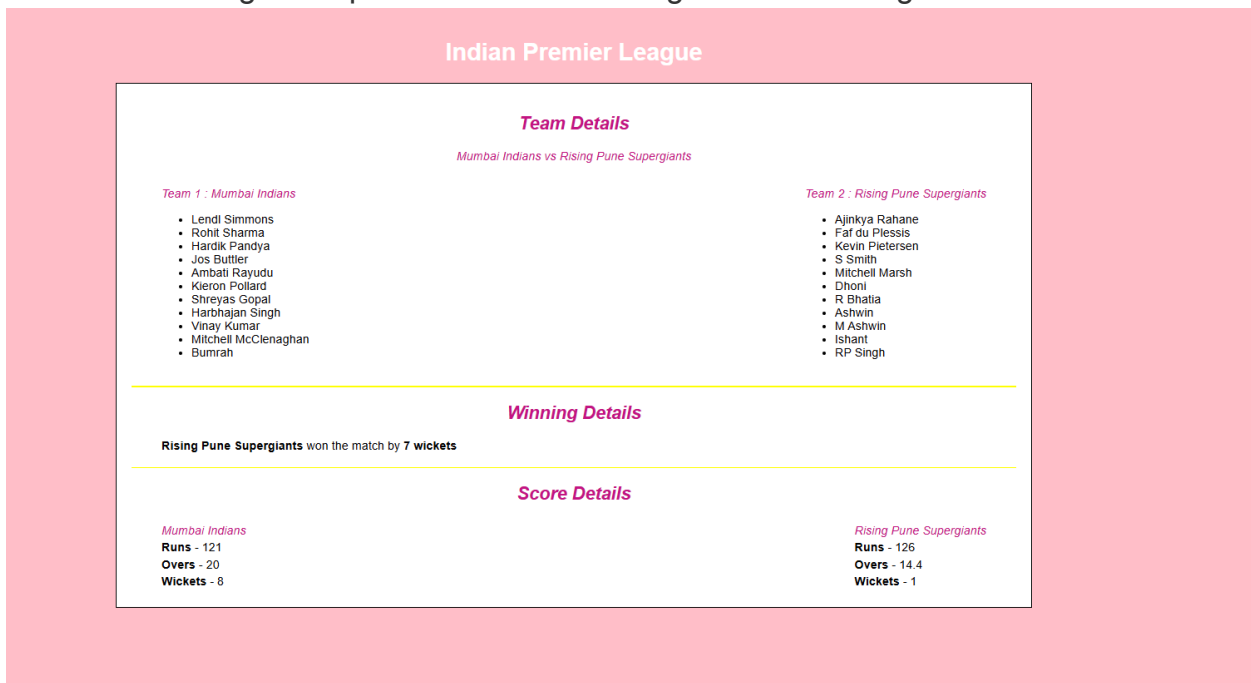 Indian Premier League
Team Details
Mumbai Indians vs Rising Pune Supergiants
Team 1 : Mumbai Indians
Lendl Simmons
Rohit Sharma
Hardik Pandya
Jos Buttler
Ambati Rayudu
Kieron Pollard
Shreyas Gopal
Harbhajan Singh
Vinay Kumar
Mitchell McClenaghan
Bumrah
Team 2 : Rising Pune Supergiants
Ajinkya Rahane
Faf du Plessis
Kevin Pietersen
S Smith
Mitchell Marsh
Dhoni
R Bhatia
Ashwin
M Ashwin
Ishant
RP Singh
Winning Details
Rising Pune Supergiants won the match by 7 wickets
Score Details
Mumbai Indians
Runs - 121
Overs - 20
Wickets - 8
Rising Pune Supergiants
Runs - 126
Overs - 14.4
Wickets - 1